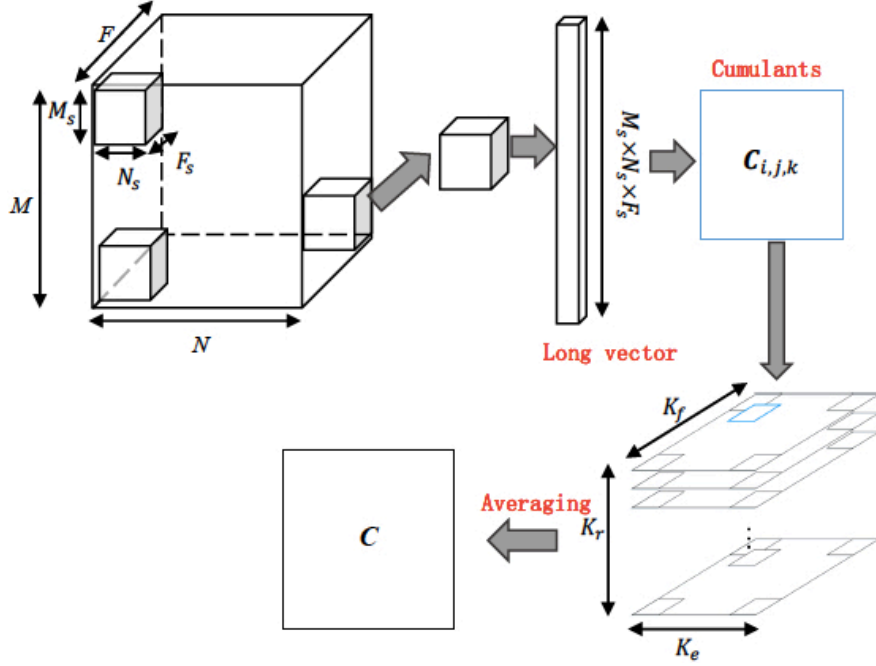 F
M_s
N_s
F_s
M
N
M_s×N_s×F_s
Long vector
Cumulants
C_{i,j,k}
K_f
K_r
K_e
Averaging
C